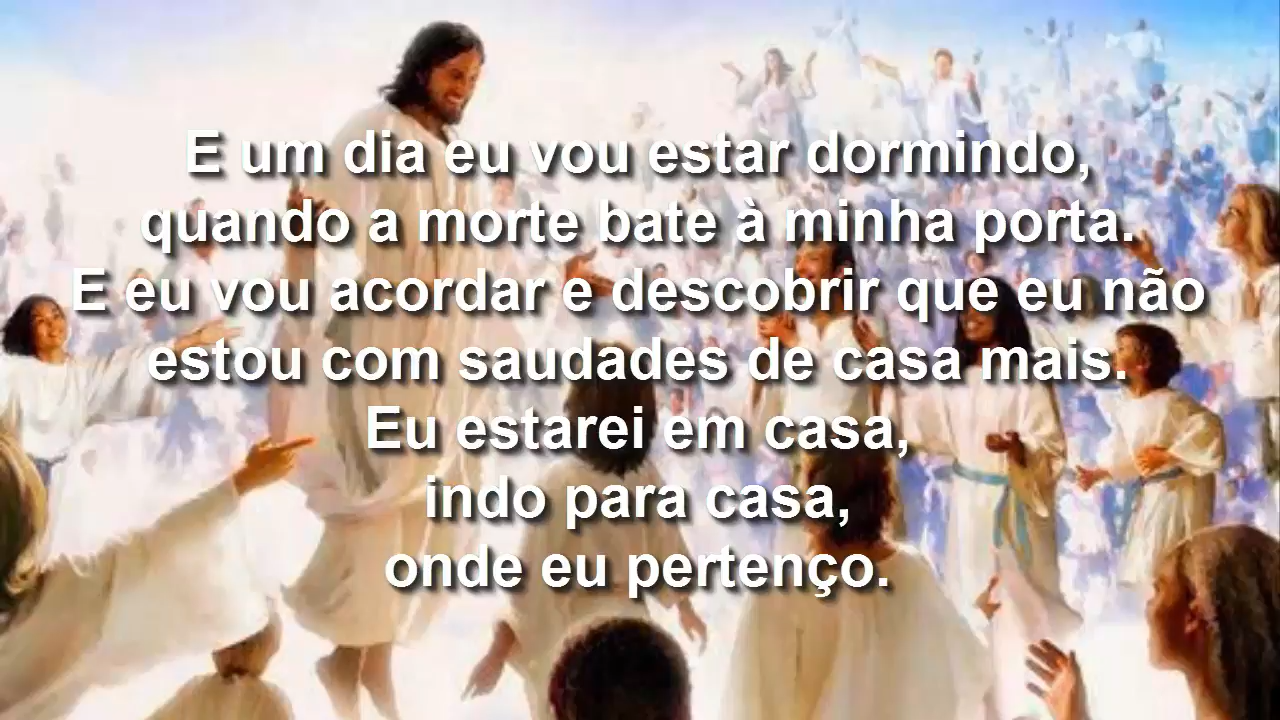 E um dia eu vou estar dormindo,
quando a morte bate à minha porta.
E eu vou acordar e descobrir que eu não
estou com saudades de casa mais.
Eu estarei em casa,
indo para casa,
onde eu pertenço.